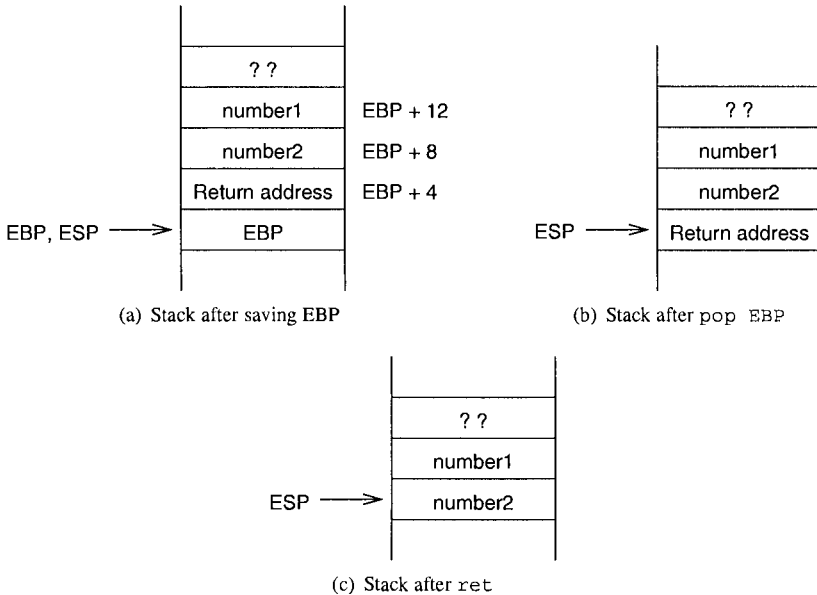 ? ?
number1 EBP + 12
number2 EBP + 8
Return address EBP + 4
EBP, ESP EBP
(a) Stack after saving EBP
? ?
number1
number2
ESP Return address
(b) Stack after pop EBP
? ?
number1
ESP number2
(c) Stack after ret